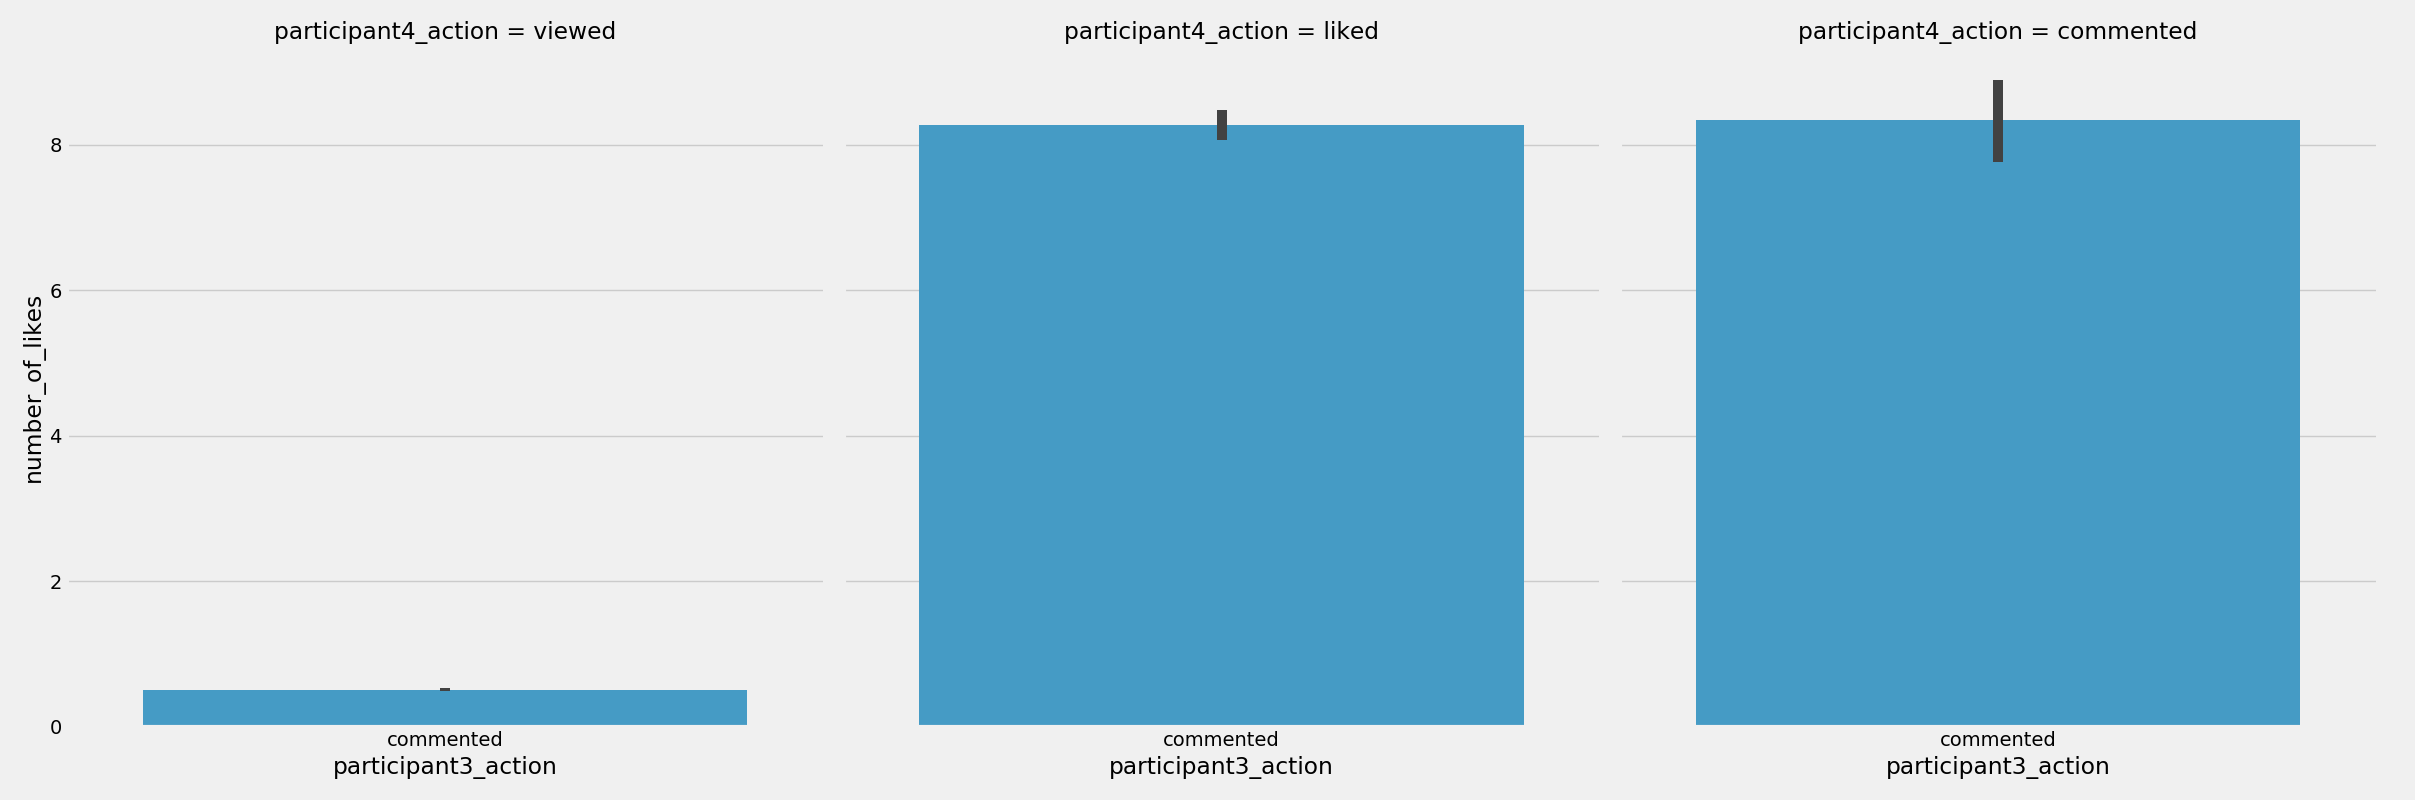 participant4_action = viewed
participant4_action = liked
participant4_action = commented
number_of_likes
8
6
4
2
0
commented
commented
commented
participant3_action
participant3_action
participant3_action